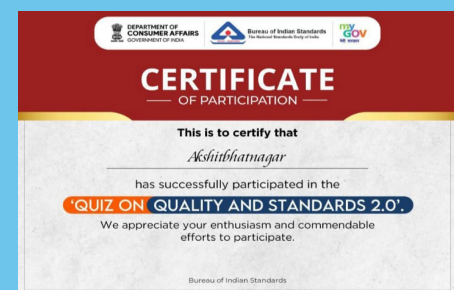 DEPARTMENT OF
CONSUMER AFFAIRS
GOVERNMENT OF INDIA
Bureau of Indian Standards
The National Standards Body of India
my
GOV
मेरी सरकार
CERTIFICATE
OF PARTICIPATION
This is to certify that
Akshitbhatnagar
has successfully participated in the
‘QUIZ ON QUALITY AND STANDARDS 2.0’.
We appreciate your enthusiasm and commendable
efforts to participate.
Bureau of Indian Standards